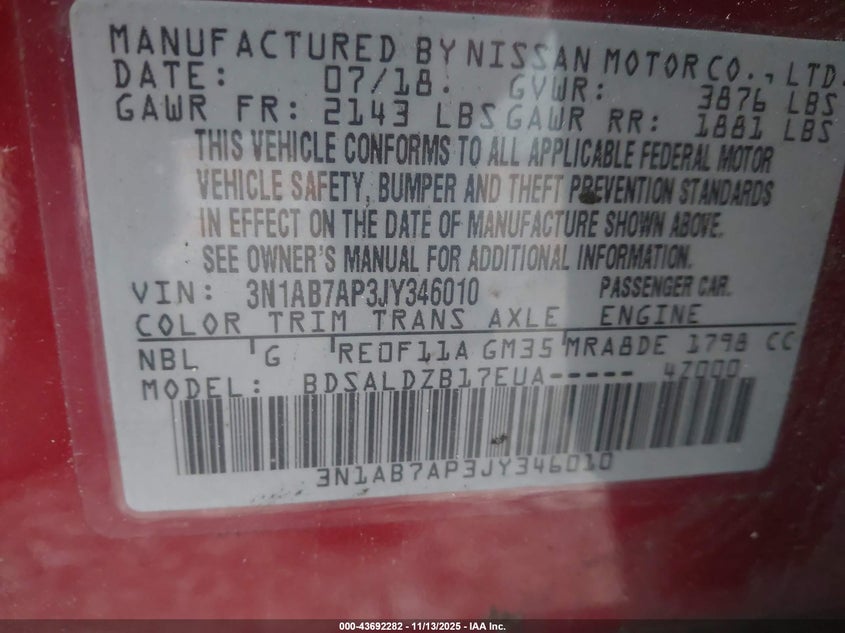 MANUFACTURED BY NISSAN MOTOR CO., LTD.
DATE: 07/18. GVWR: 3876 LBS
GAWR FR: 2143 LBS GAWR RR: 1881 LBS
THIS VEHICLE CONFORMS TO ALL APPLICABLE FEDERAL MOTOR
VEHICLE SAFETY, BUMPER AND THEFT PREVENTION STANDARDS
IN EFFECT ON THE DATE OF MANUFACTURE SHOWN ABOVE.
SEE OWNER'S MANUAL FOR ADDITIONAL INFORMATION.
VIN: 3N1AB7AP3JY346010 PASSENGER CAR.
COLOR TRIM TRANS AXLE ENGINE
NBL G RE0F11A GM35 MRA8DE 1798 CC
MODEL: BDSALDZB17EUA----- 4Z000
3N1AB7AP3JY346010
000-43692282 - 11/13/2025 - IAA Inc.